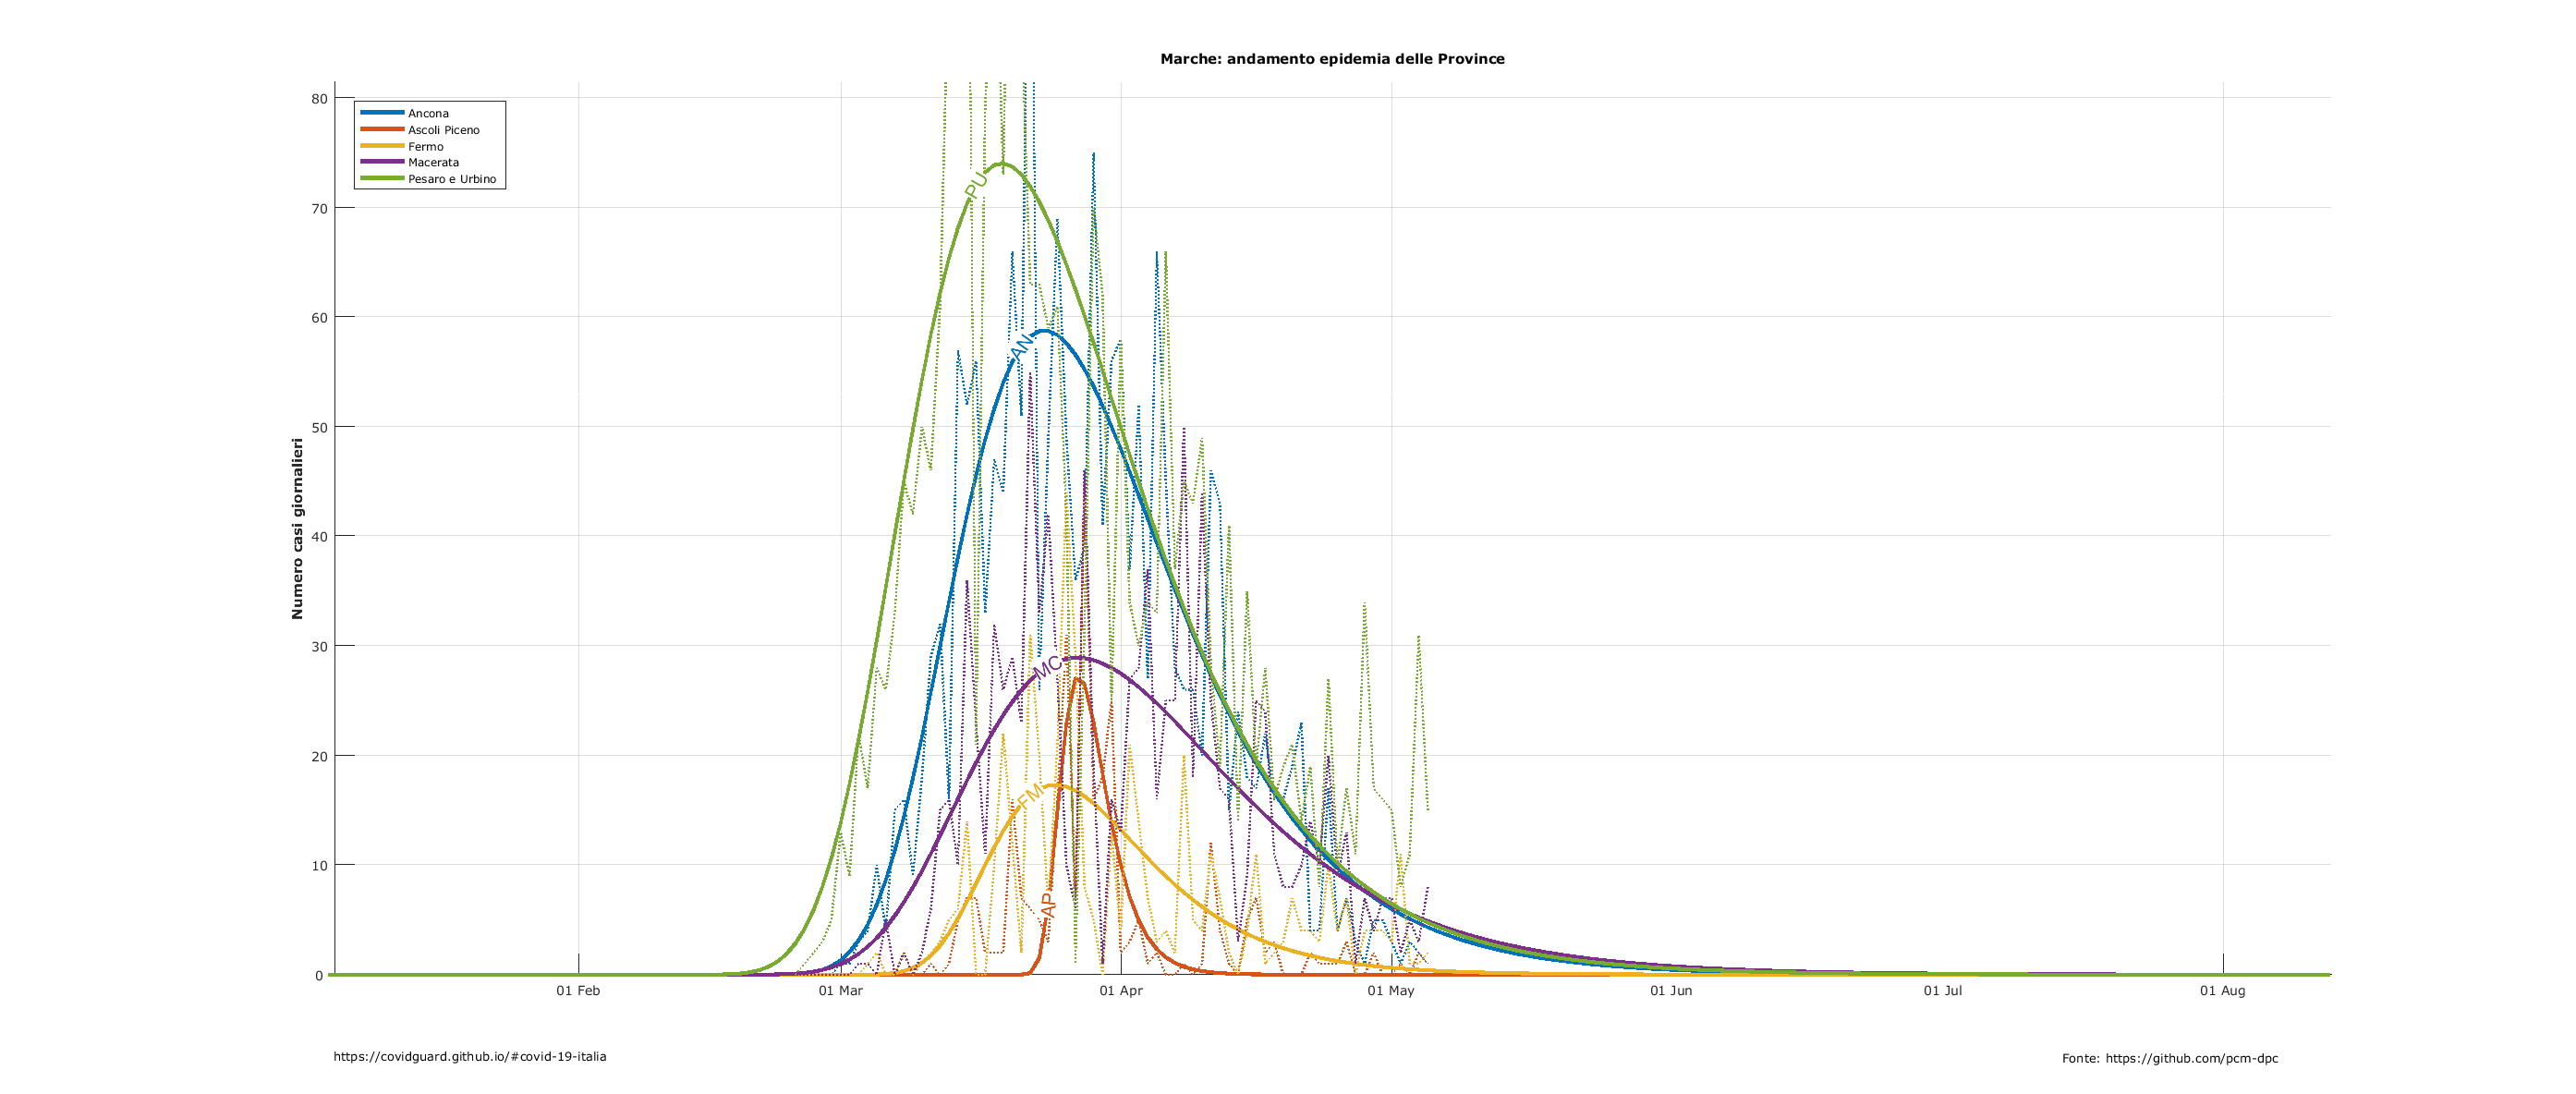 Marche: andamento epidemia delle Province
Ancona
Ascoli Piceno
Fermo
Macerata
Pesaro e Urbino
Numero casi giornalieri
80
70
60
50
40
30
20
10
0
PU
AN
MC
FM
AP
01 Feb
01 Mar
01 Apr
01 May
01 Jun
01 Jul
01 Aug
https://covidguard.github.io/#covid-19-italia
Fonte: https://github.com/pcm-dpc